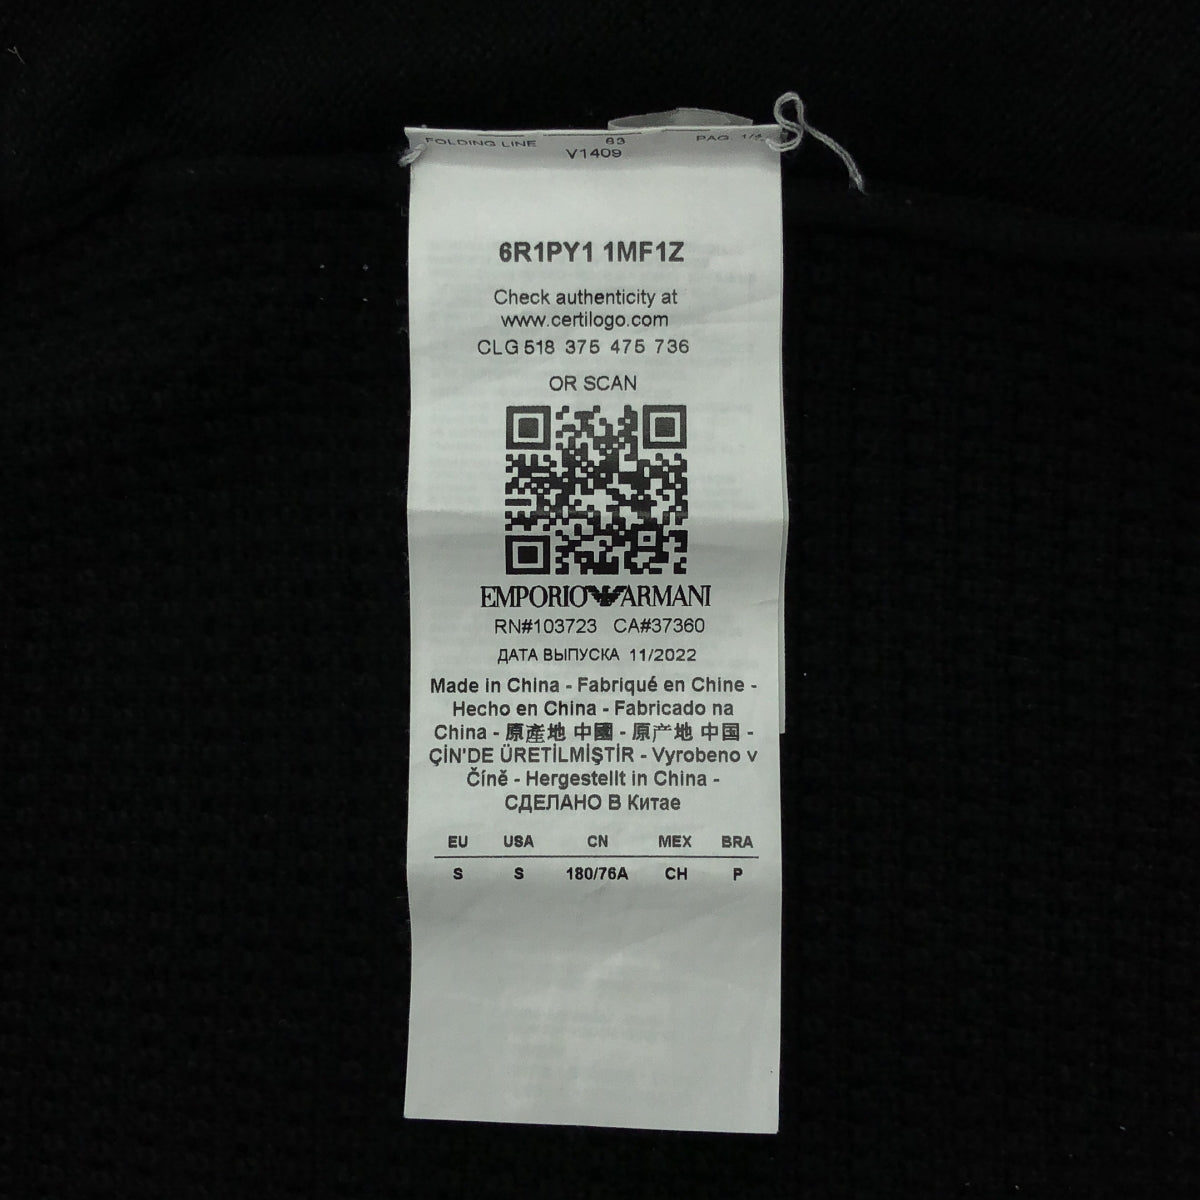 FOLDING LINE 63 PAG. 1/4
V1409
6R1PY1 1MF1Z
Check authenticity at
www.certilogo.com
CLG 518 375 475 736
OR SCAN
EMPORIO ARMANI
RN#103723 CA#37360
ДАТА ВЫПУСКА 11/2022
Made in China - Fabriqué en Chine -
Hecho en China - Fabricado na
China - 原產地 中國 - 原产地 中国 -
ÇİN'DE ÜRETİLMİŞTİR - Vyrobeno v
Číně - Hergestellt in China -
СДЕЛАНО В Китае
EU USA CN MEX BRA
S S 180/76A CH P